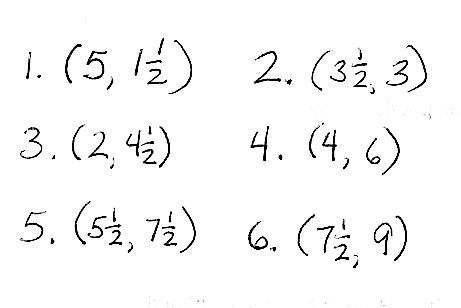 1. (5, 1½) 2. (3½, 3)
3. (2, 4½) 4. (4, 6)
5. (5½, 7½) 6. (7½, 9)